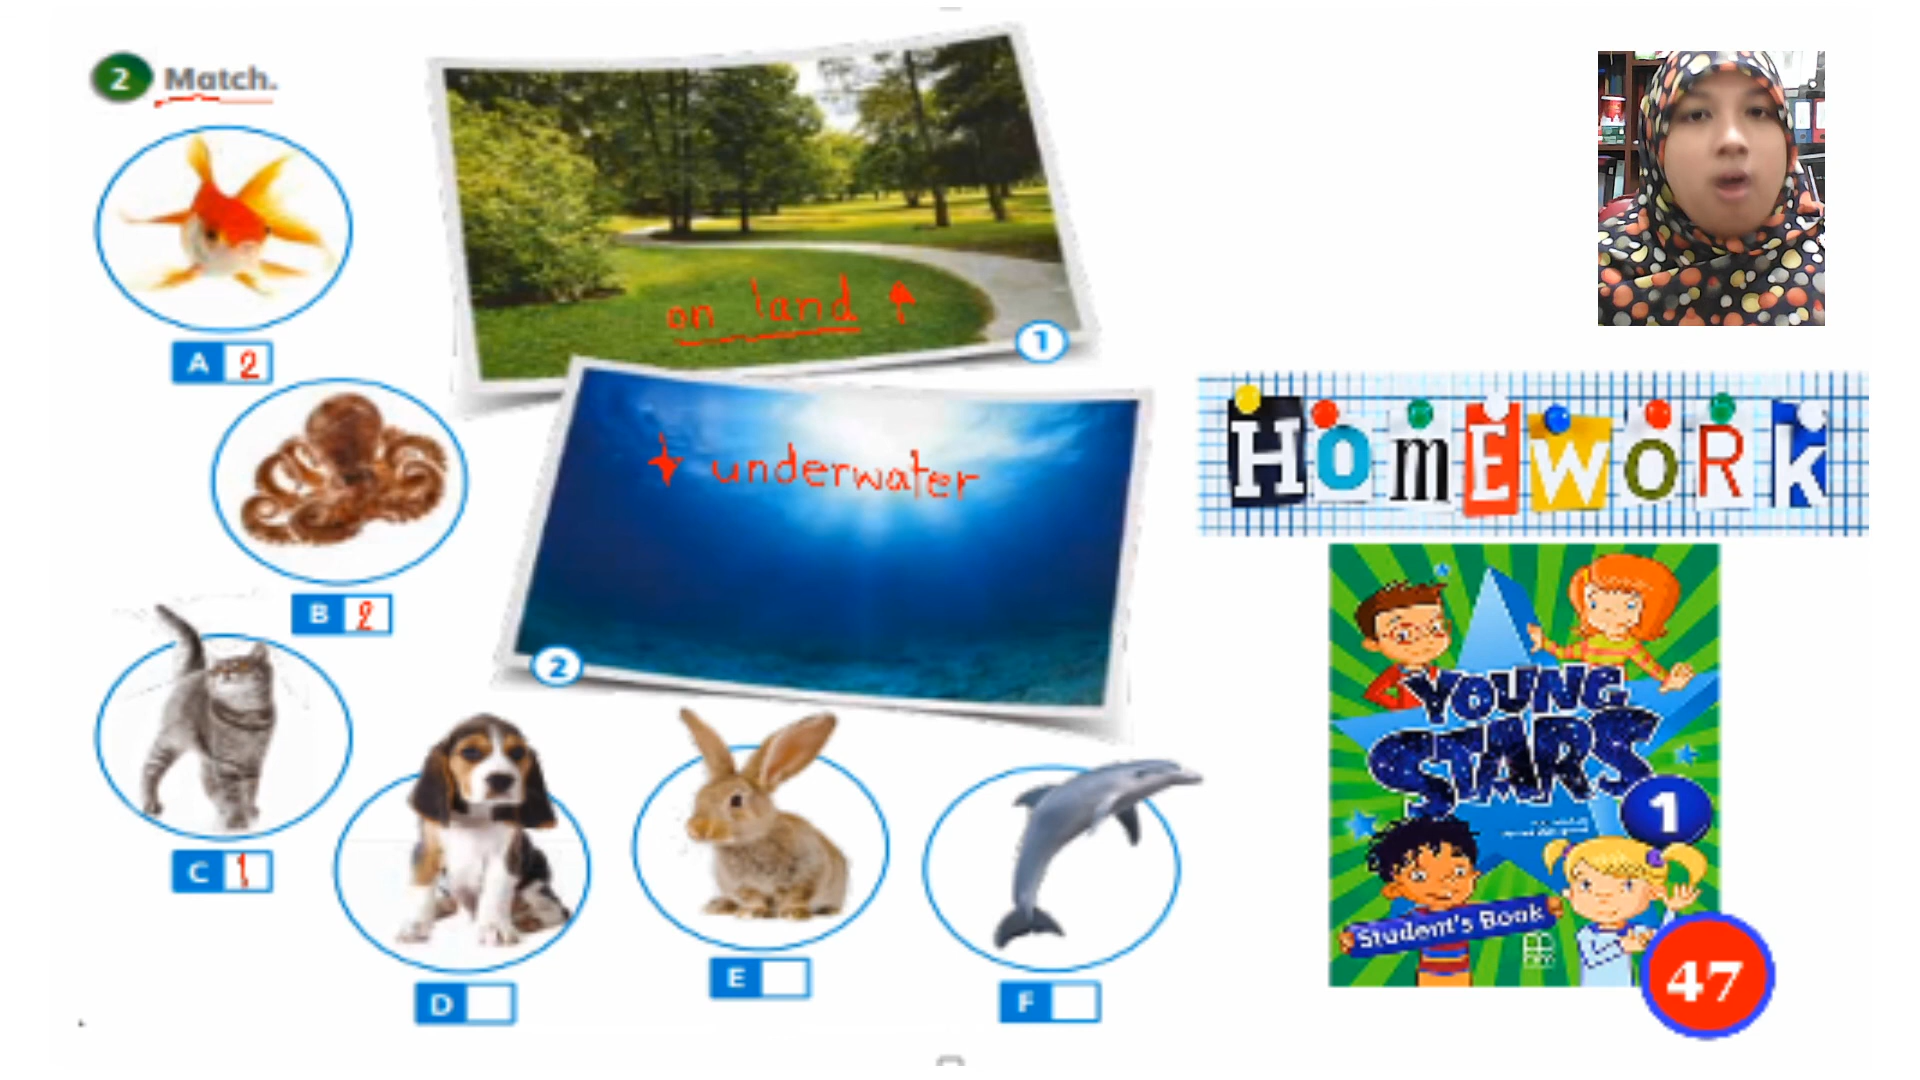 2 Match.
on land
1
A 2
underwater
B 2
2
C 1
D
E
F
HomEwORK
YOUNG
STARS
1
Student's Book
47